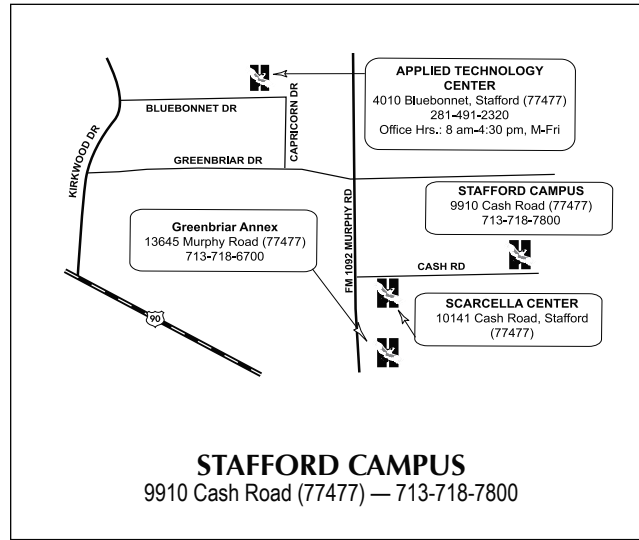 APPLIED TECHNOLOGY
CENTER
4010 Bluebonnet, Stafford (77477)
281-491-2320
Office Hrs.: 8 am-4:30 pm, M-Fri
BLUEBONNET DR
CAPRICORN DR
KIRKWOOD DR
GREENBRIAR DR
FM 1092 MURPHY RD
STAFFORD CAMPUS
9910 Cash Road (77477)
713-718-7800
Greenbriar Annex
13645 Murphy Road (77477)
713-718-6700
CASH RD
SCARCELLA CENTER
10141 Cash Road, Stafford
(77477)
90
STAFFORD CAMPUS
9910 Cash Road (77477) — 713-718-7800